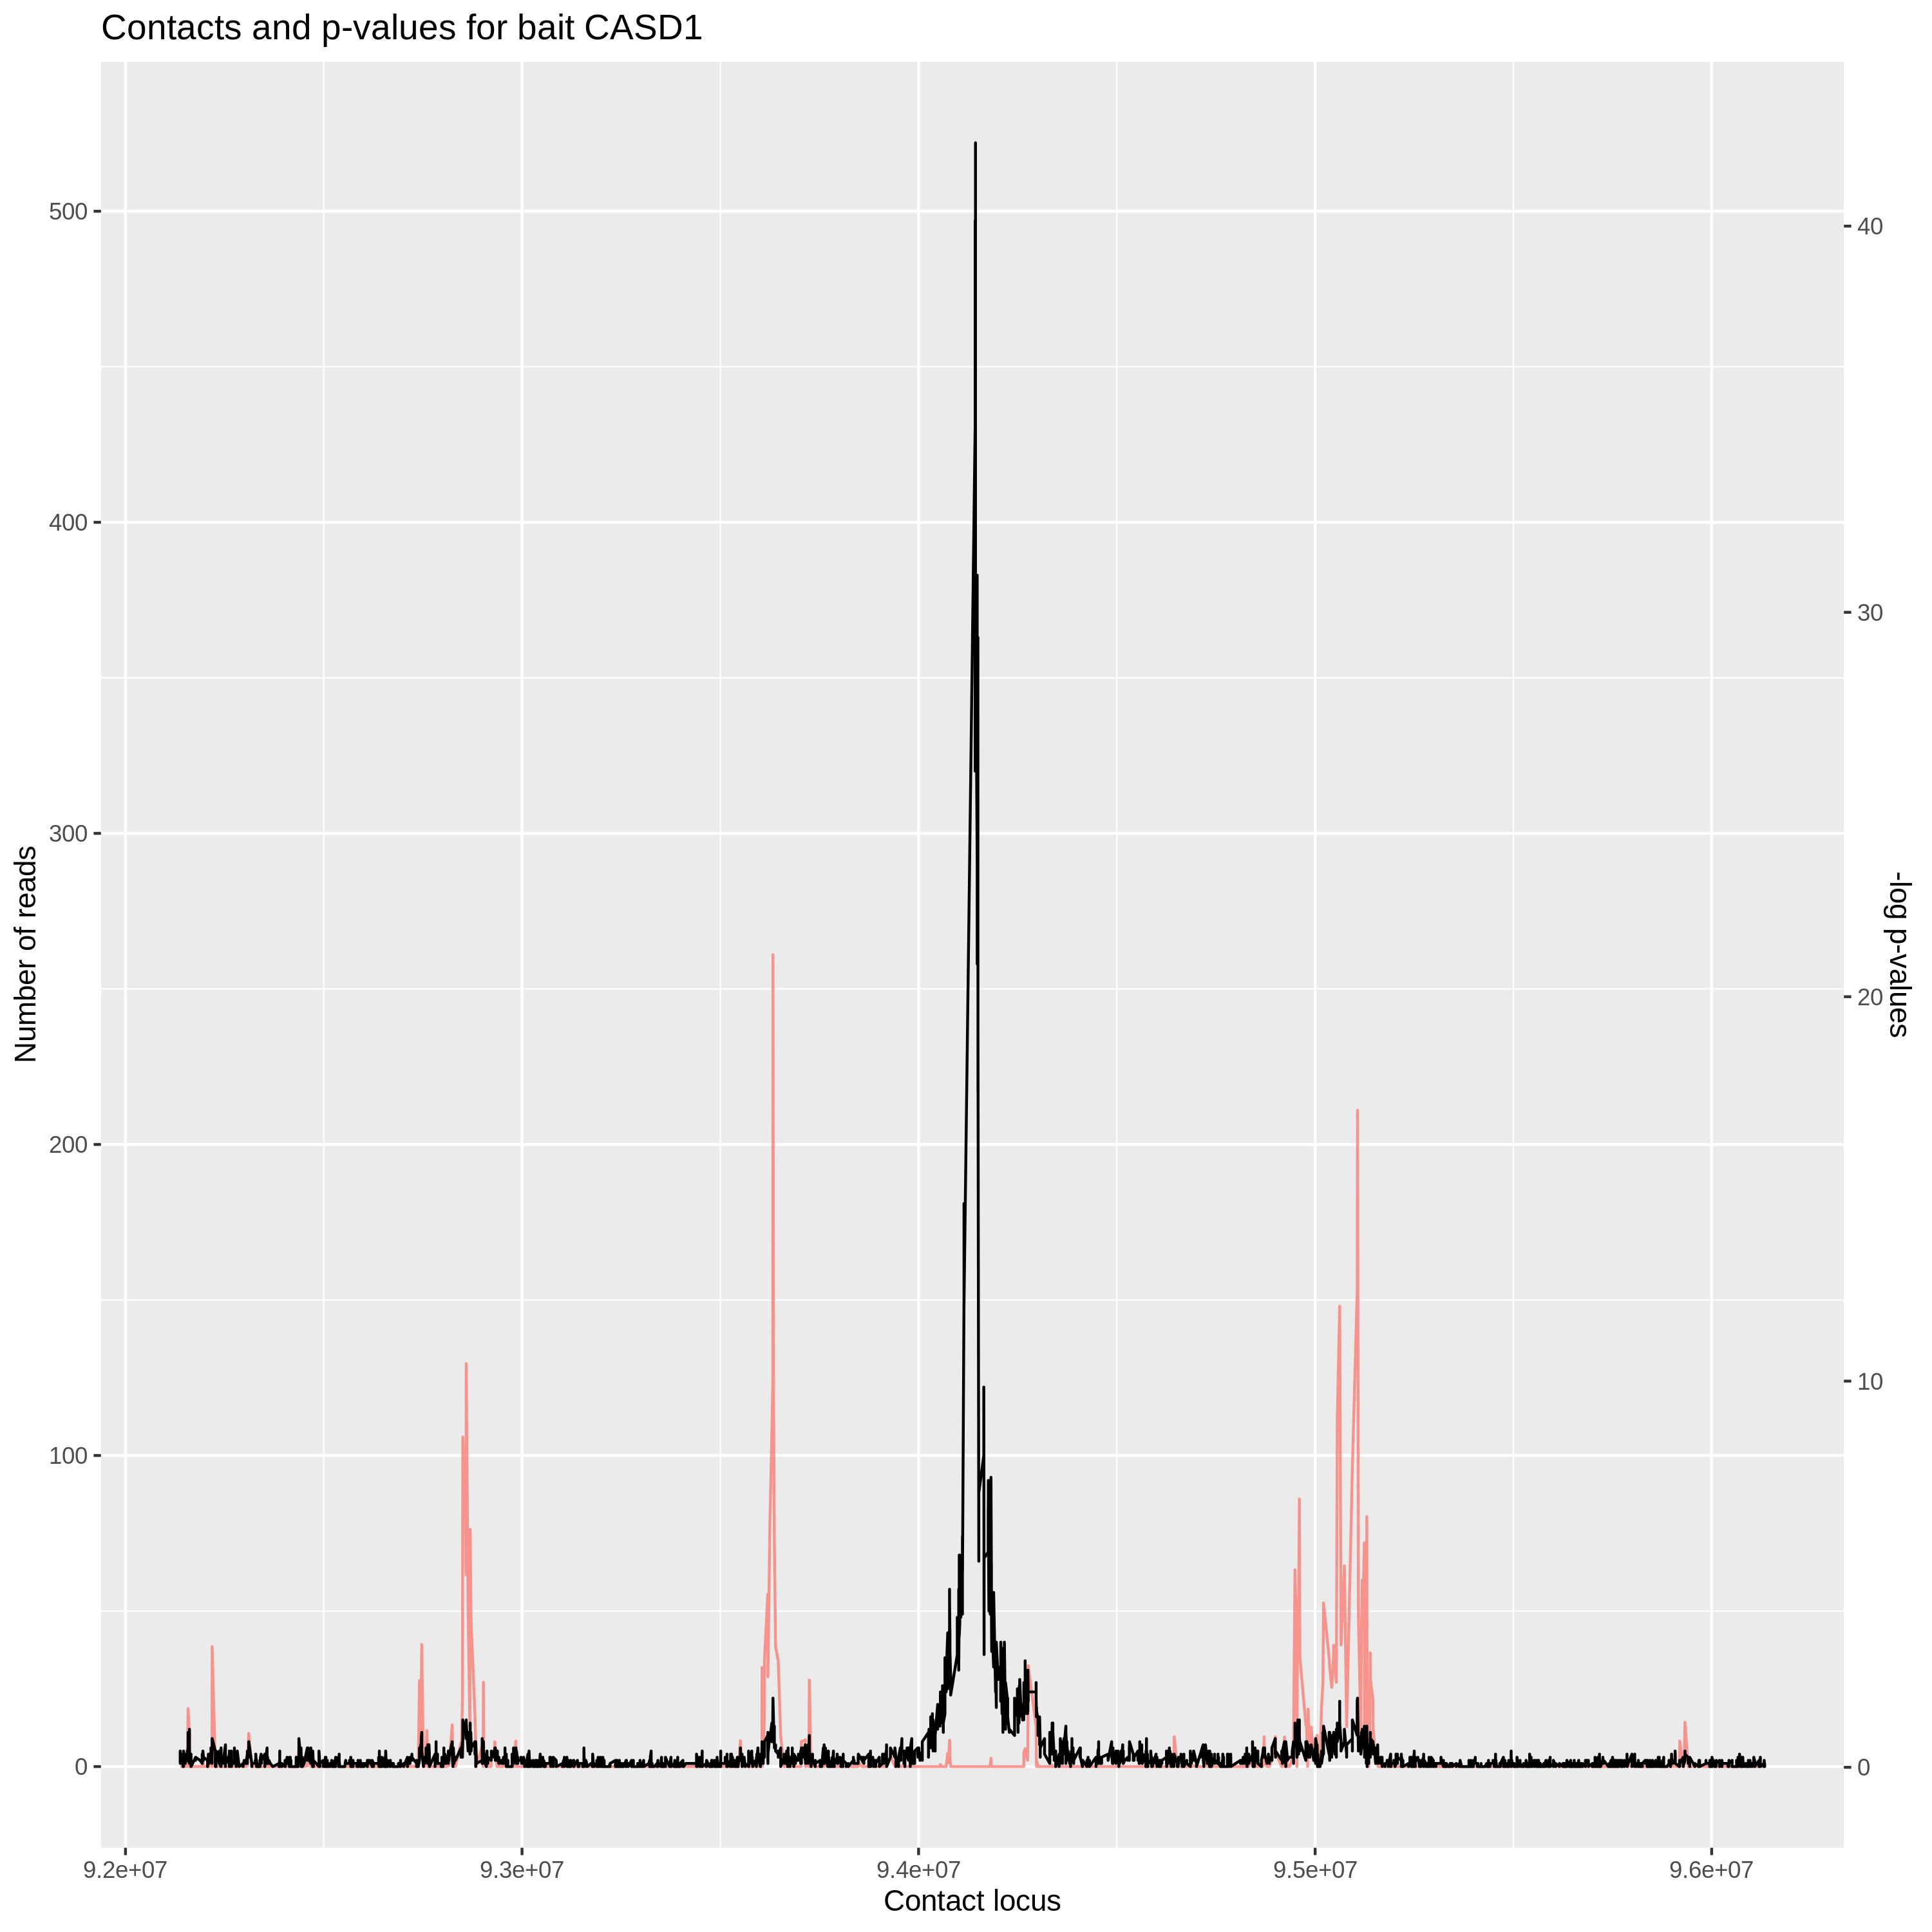 Contacts and p-values for bait CASD1
500
400
300
200
100
0
Number of reads
40
30
20
10
0
-log p-values
9.2e+07
9.3e+07
9.4e+07
9.5e+07
9.6e+07
Contact locus